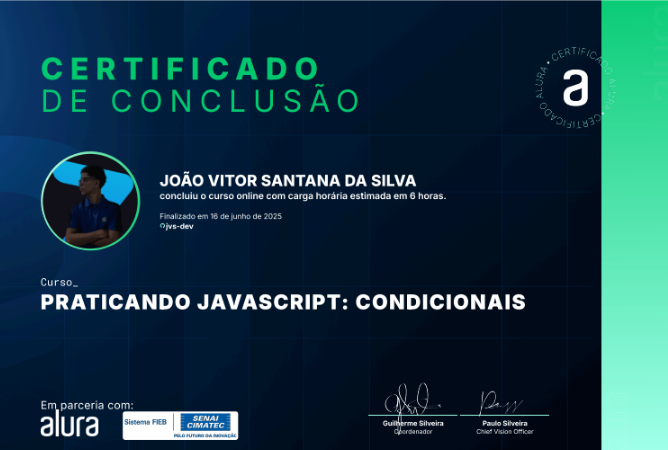 CERTIFICADO
DE CONCLUSÃO
CERTIFICADO ALURA • CERTIFICADO ALURA •
a
JOÃO VITOR SANTANA DA SILVA
concluiu o curso online com carga horária estimada em 6 horas.
Finalizado em 16 de junho de 2025
jvs-dev
Curso_
PRATICANDO JAVASCRIPT: CONDICIONAIS
Em parceria com:
alura
Sistema FIEB
SENAI
CIMATEC
PELO FUTURO DA INOVAÇÃO
Guilherme Silveira
Coordenador
Paulo Silveira
Chief Vision Officer